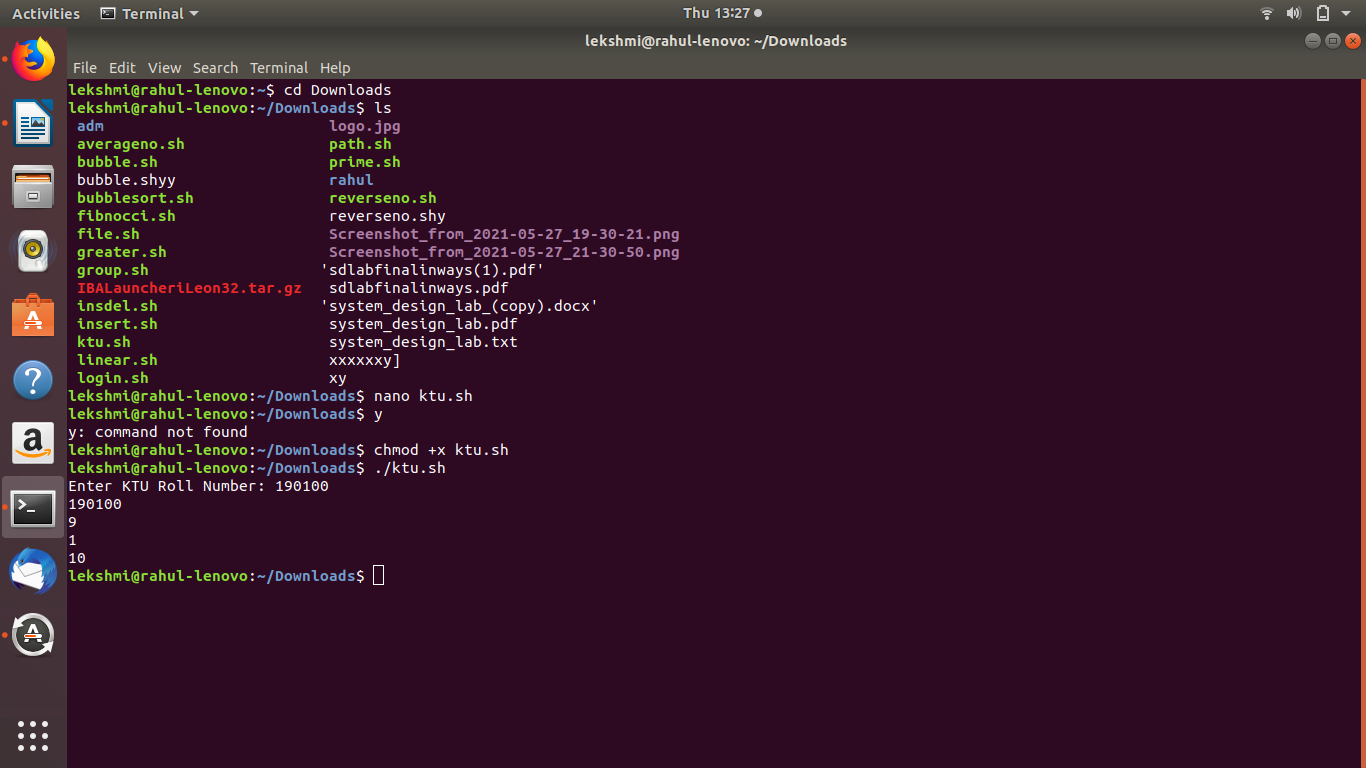 Activities Terminal Thu 13:27
lekshmi@rahul-lenovo: ~/Downloads
File Edit View Search Terminal Help
lekshmi@rahul-lenovo:~$ cd Downloads
lekshmi@rahul-lenovo:~/Downloads$ ls
adm logo.jpg
averageno.sh path.sh
bubble.sh prime.sh
bubble.shyy rahul
bubblesort.sh reverseno.sh
fibnocci.sh reverseno.shy
file.sh Screenshot_from_2021-05-27_19-30-21.png
greater.sh Screenshot_from_2021-05-27_21-30-50.png
group.sh 'sdlabfinalinways(1).pdf'
IBALauncheriLeon32.tar.gz sdlabfinalinways.pdf
insdel.sh 'system_design_lab_(copy).docx'
insert.sh system_design_lab.pdf
ktu.sh system_design_lab.txt
linear.sh xxxxxxy]
login.sh xy
lekshmi@rahul-lenovo:~/Downloads$ nano ktu.sh
lekshmi@rahul-lenovo:~/Downloads$ y
y: command not found
lekshmi@rahul-lenovo:~/Downloads$ chmod +x ktu.sh
lekshmi@rahul-lenovo:~/Downloads$ ./ktu.sh
Enter KTU Roll Number: 190100
190100
9
1
10
lekshmi@rahul-lenovo:~/Downloads$